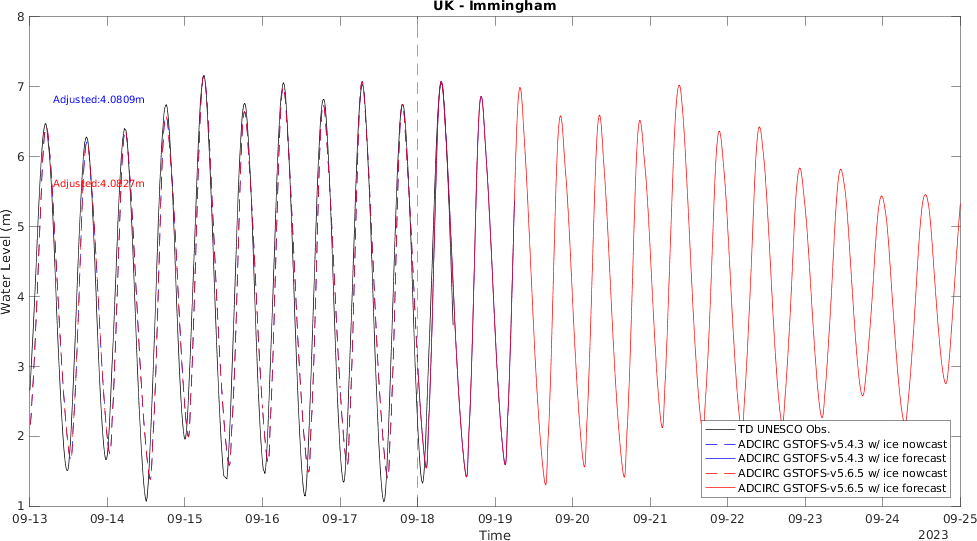 UK - Immingham
8
7
6
5
4
3
2
1
Water Level (m)
Adjusted:4.0809m
Adjusted:4.0827m
TD UNESCO Obs.
ADCIRC GSTOFS-v5.4.3 w/ ice nowcast
ADCIRC GSTOFS-v5.4.3 w/ ice forecast
ADCIRC GSTOFS-v5.6.5 w/ ice nowcast
ADCIRC GSTOFS-v5.6.5 w/ ice forecast
09-13 09-14 09-15 09-16 09-17 09-18 09-19 09-20 09-21 09-22 09-23 09-24 09-25
Time
2023